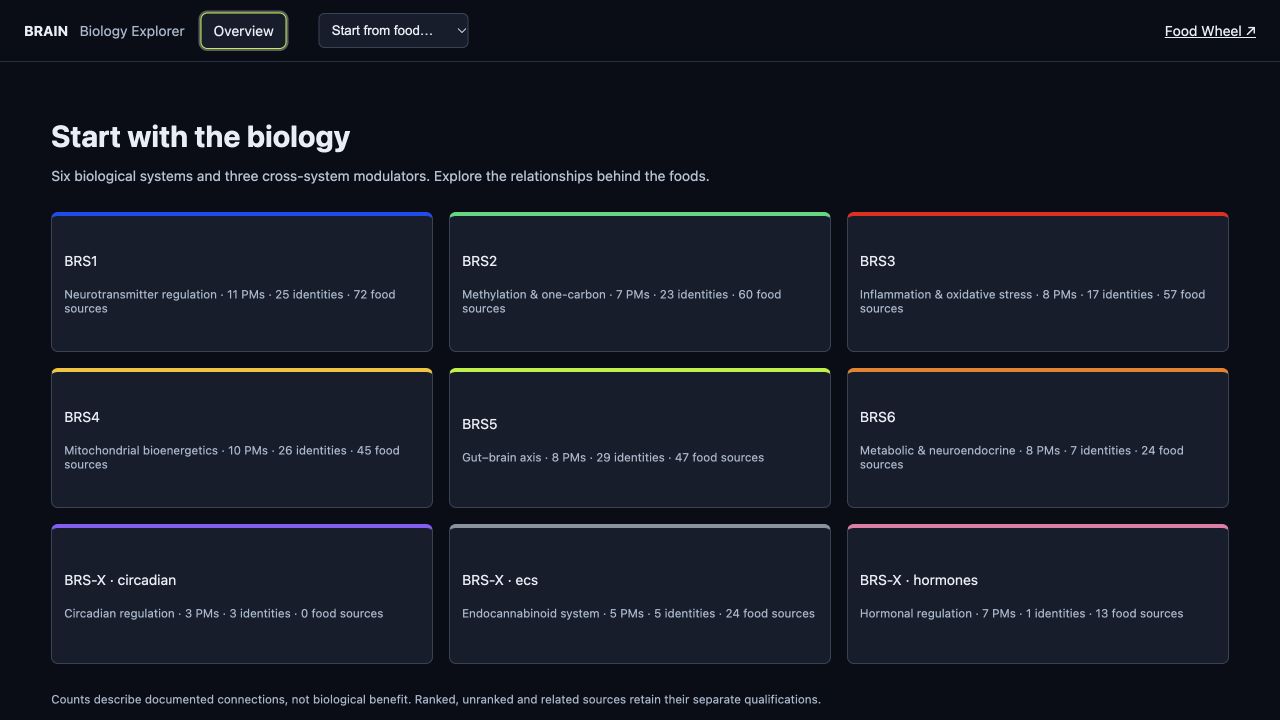 BRAIN Biology Explorer Overview Start from food... Food Wheel ↗
Start with the biology
Six biological systems and three cross-system modulators. Explore the relationships behind the foods.
BRS1
Neurotransmitter regulation · 11 PMs · 25 identities · 72 food
sources
BRS2
Methylation & one-carbon · 7 PMs · 23 identities · 60 food
sources
BRS3
Inflammation & oxidative stress · 8 PMs · 17 identities · 57 food
sources
BRS4
Mitochondrial bioenergetics · 10 PMs · 26 identities · 45 food
sources
BRS5
Gut–brain axis · 8 PMs · 29 identities · 47 food sources
BRS6
Metabolic & neuroendocrine · 8 PMs · 7 identities · 24 food
sources
BRS-X · circadian
Circadian regulation · 3 PMs · 3 identities · 0 food sources
BRS-X · ecs
Endocannabinoid system · 5 PMs · 5 identities · 24 food sources
BRS-X · hormones
Hormonal regulation · 7 PMs · 1 identities · 13 food sources
Counts describe documented connections, not biological benefit. Ranked, unranked and related sources retain their separate qualifications.